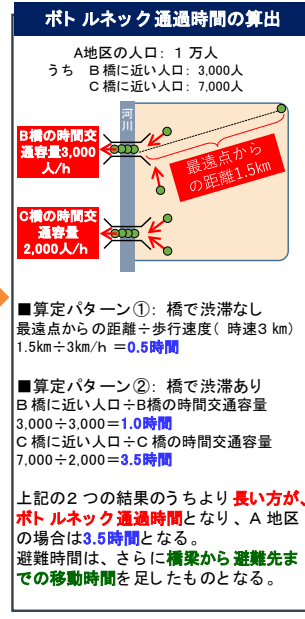 ボトルネック通過時間の算出
A地区の人口: 1万人
うち B橋に近い人口: 3,000人
C橋に近い人口: 7,000人
河川
B橋の時間交
通容量3,000
人/h
最遠点から
の距離1.5km
C橋の時間交
通容量
2,000人/h
■算定パターン①: 橋で渋滞なし
最遠点からの距離÷歩行速度(時速3km)
1.5km÷3km/h =0.5時間
■算定パターン②: 橋で渋滞あり
B橋に近い人口÷B橋の時間交通容量
3,000÷3,000=1.0時間
C橋に近い人口÷C橋の時間交通容量
7,000÷2,000=3.5時間
上記の2つの結果のうちより長い方が、
ボトルネック通過時間となり、A地区
の場合は3.5時間となる。
避難時間は、さらに橋梁から避難先ま
での移動時間を足したものとなる。